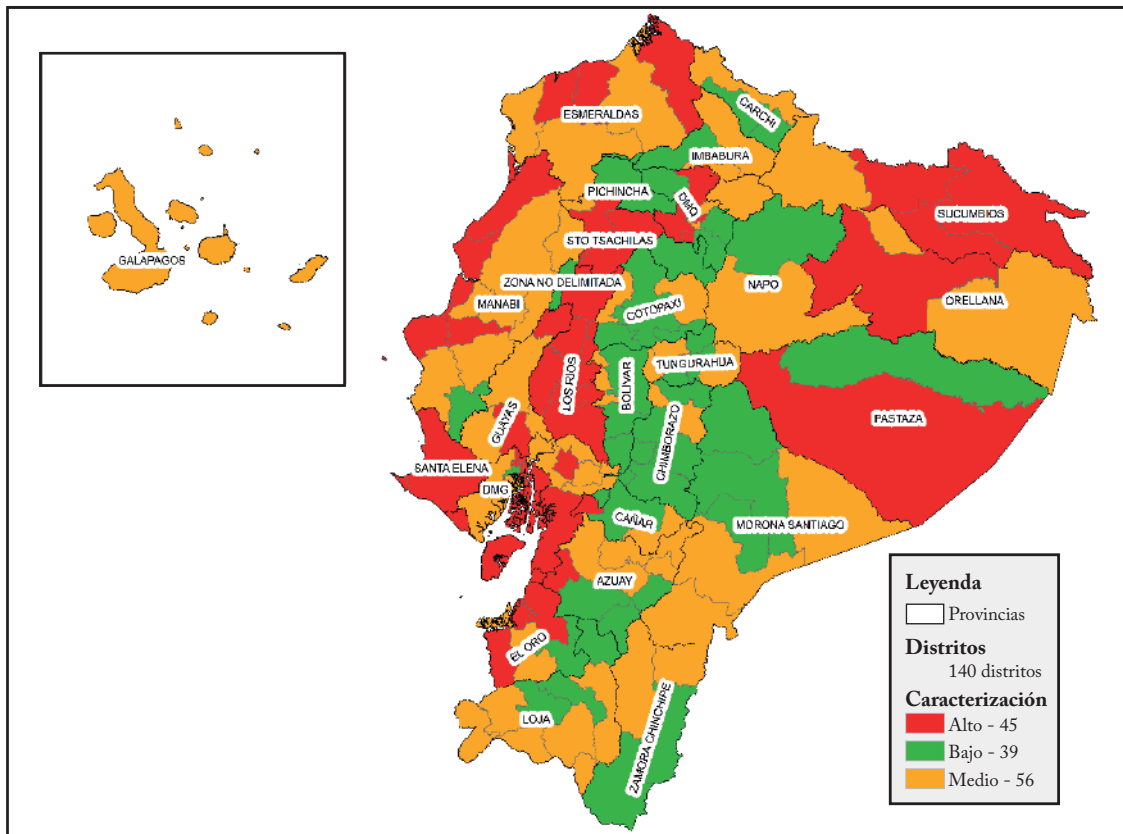 CARCHI
ESMERALDAS
IMBABURA
PICHINCHA
DMQ
SUCUMBIOS
STO TSACHILAS
GALAPAGOS
ZONA NO DELIMITADA
NAPO
MANABI
ORELLANA
COTOPAXI
TUNGURAHUA
LOS RIOS
BOLIVAR
PASTAZA
GUAYAS
CHIMBORAZO
SANTA ELENA
DMG
CAÑAR
MORONA SANTIAGO
AZUAY
EL ORO
LOJA
ZAMORA CHINCHIPE
Leyenda
Provincias
Distritos
140 distritos
Caracterización
Alto - 45
Bajo - 39
Medio - 56